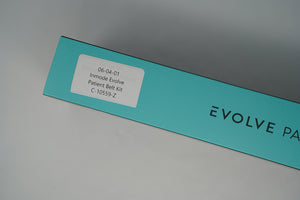 06-04-01
Inmode Evolve
Patient Belt Kit
C-10559-Z
EVOLVE PA